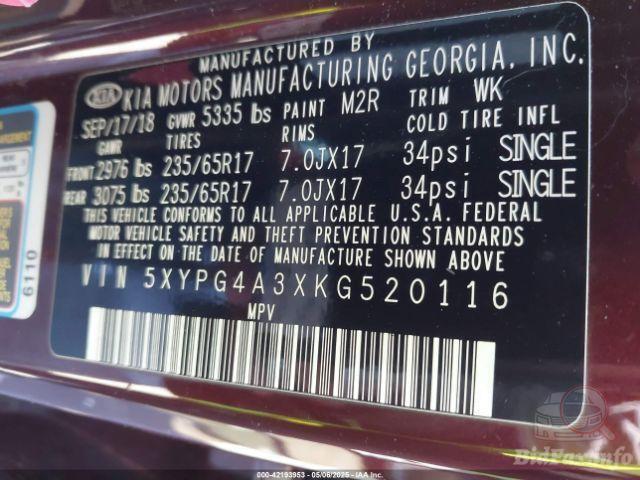 MANUFACTURED BY
KIA KIA MOTORS MANUFACTURING GEORGIA, INC.
SEP/17/18 GVWR 5335 lbs PAINT M2R TRIM WK
GAWR TIRES RIMS COLD TIRE INFL
FRONT 2976 lbs 235/65R17 7.0JX17 34psi SINGLE
REAR 3075 lbs 235/65R17 7.0JX17 34psi SINGLE
THIS VEHICLE CONFORMS TO ALL APPLICABLE U.S.A. FEDERAL
MOTOR VEHICLE SAFETY AND THEFT PREVENTION STANDARDS
IN EFFECT ON THE DATE OF MANUFACTURE SHOWN ABOVE.
VIN 5XYPG4A3XKG520116
MPV
6110
BidFax.info
000-42193953 - 05/06/2025 - IAA Inc.